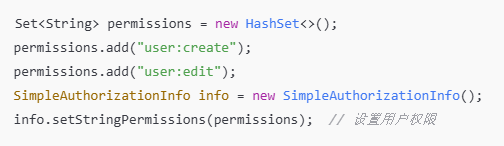 Set<String> permissions = new HashSet<>();
permissions.add("user:create");
permissions.add("user:edit");
SimpleAuthorizationInfo info = new SimpleAuthorizationInfo();
info.setStringPermissions(permissions);  // 设置用户权限